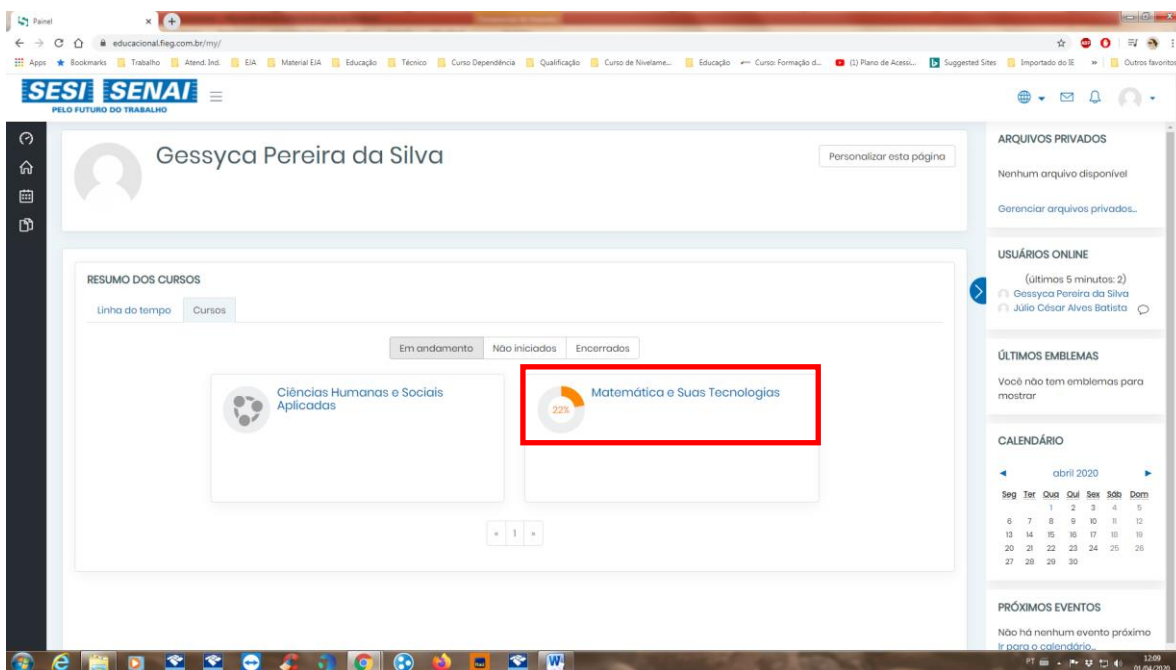 Painel
educacional.fieg.com.br/my/
Apps Bookmarks Trabalho Atend. Ind. EJA Material EJA Educação Técnico Curso Dependência Qualificação Curso de Nivelame... Educação Curso: Formação d... (1) Plano de Acessi... Suggested Sites Importado do IE » Outros favoritos
SESI SENAI
PELO FUTURO DO TRABALHO
Gessyca Pereira da Silva
Personalizar esta página
RESUMO DOS CURSOS
Linha do tempo Cursos
Em andamento Não iniciados Encerrados
Ciências Humanas e Sociais
Aplicadas
22%
Matemática e Suas Tecnologias
« 1 »
ARQUIVOS PRIVADOS
Nenhum arquivo disponível
Gerenciar arquivos privados...
USUÁRIOS ONLINE
(últimos 5 minutos: 2)
Gessyca Pereira da Silva
Júlio César Alves Batista
ÚLTIMOS EMBLEMAS
Você não tem emblemas para
mostrar
CALENDÁRIO
◄ abril 2020 ►
Seg Ter Qua Qui Sex Sáb Dom
1 2 3 4 5
6 7 8 9 10 11 12
13 14 15 16 17 18 19
20 21 22 23 24 25 26
27 28 29 30
PRÓXIMOS EVENTOS
Não há nenhum evento próximo
Ir para o calendário...
PT
12:09
01/04/2020